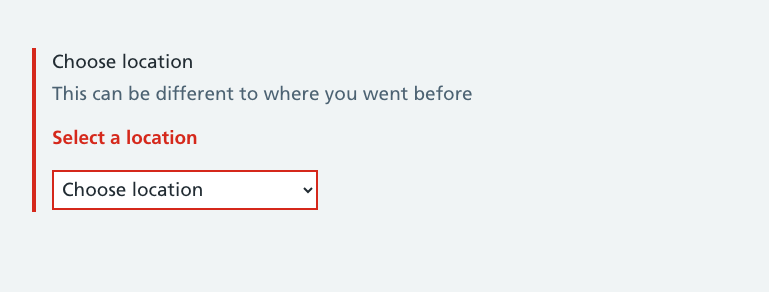 Choose location
This can be different to where you went before
Select a location
Choose location